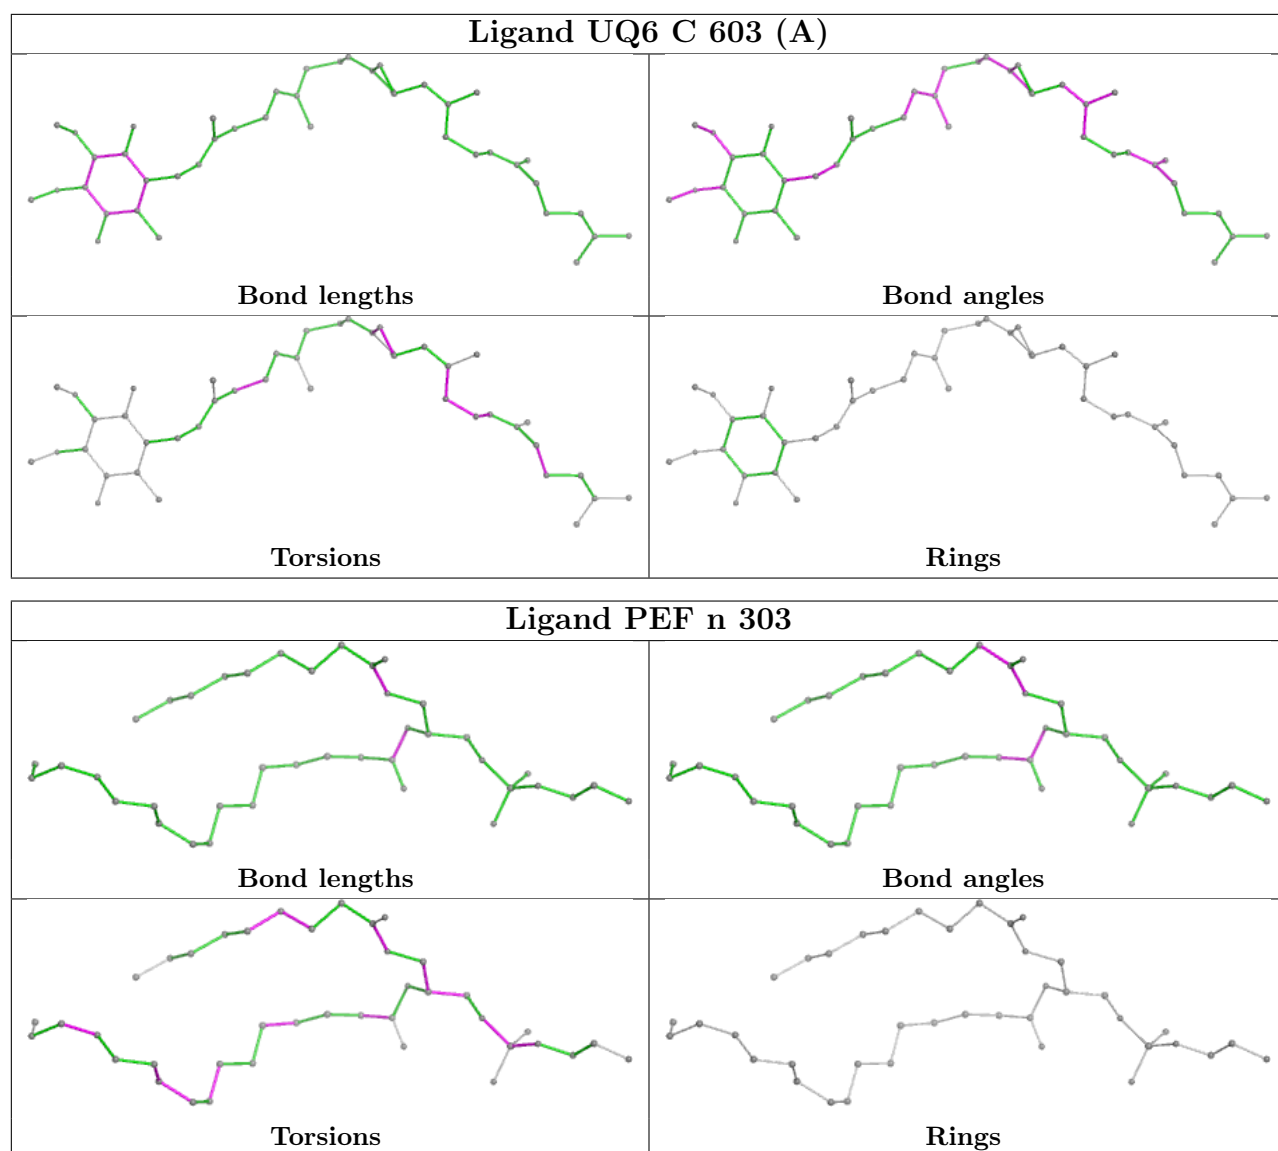 Ligand UQ6 C 603 (A)
Bond lengths
Bond angles
Torsions
Rings
Ligand PEF n 303
Bond lengths
Bond angles
Torsions
Rings